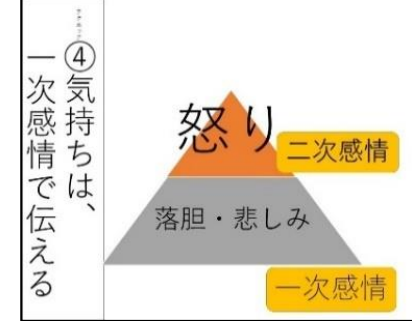 ④気持ちは、
一次感情で伝える
怒り
二次感情
落胆・悲しみ
一次感情